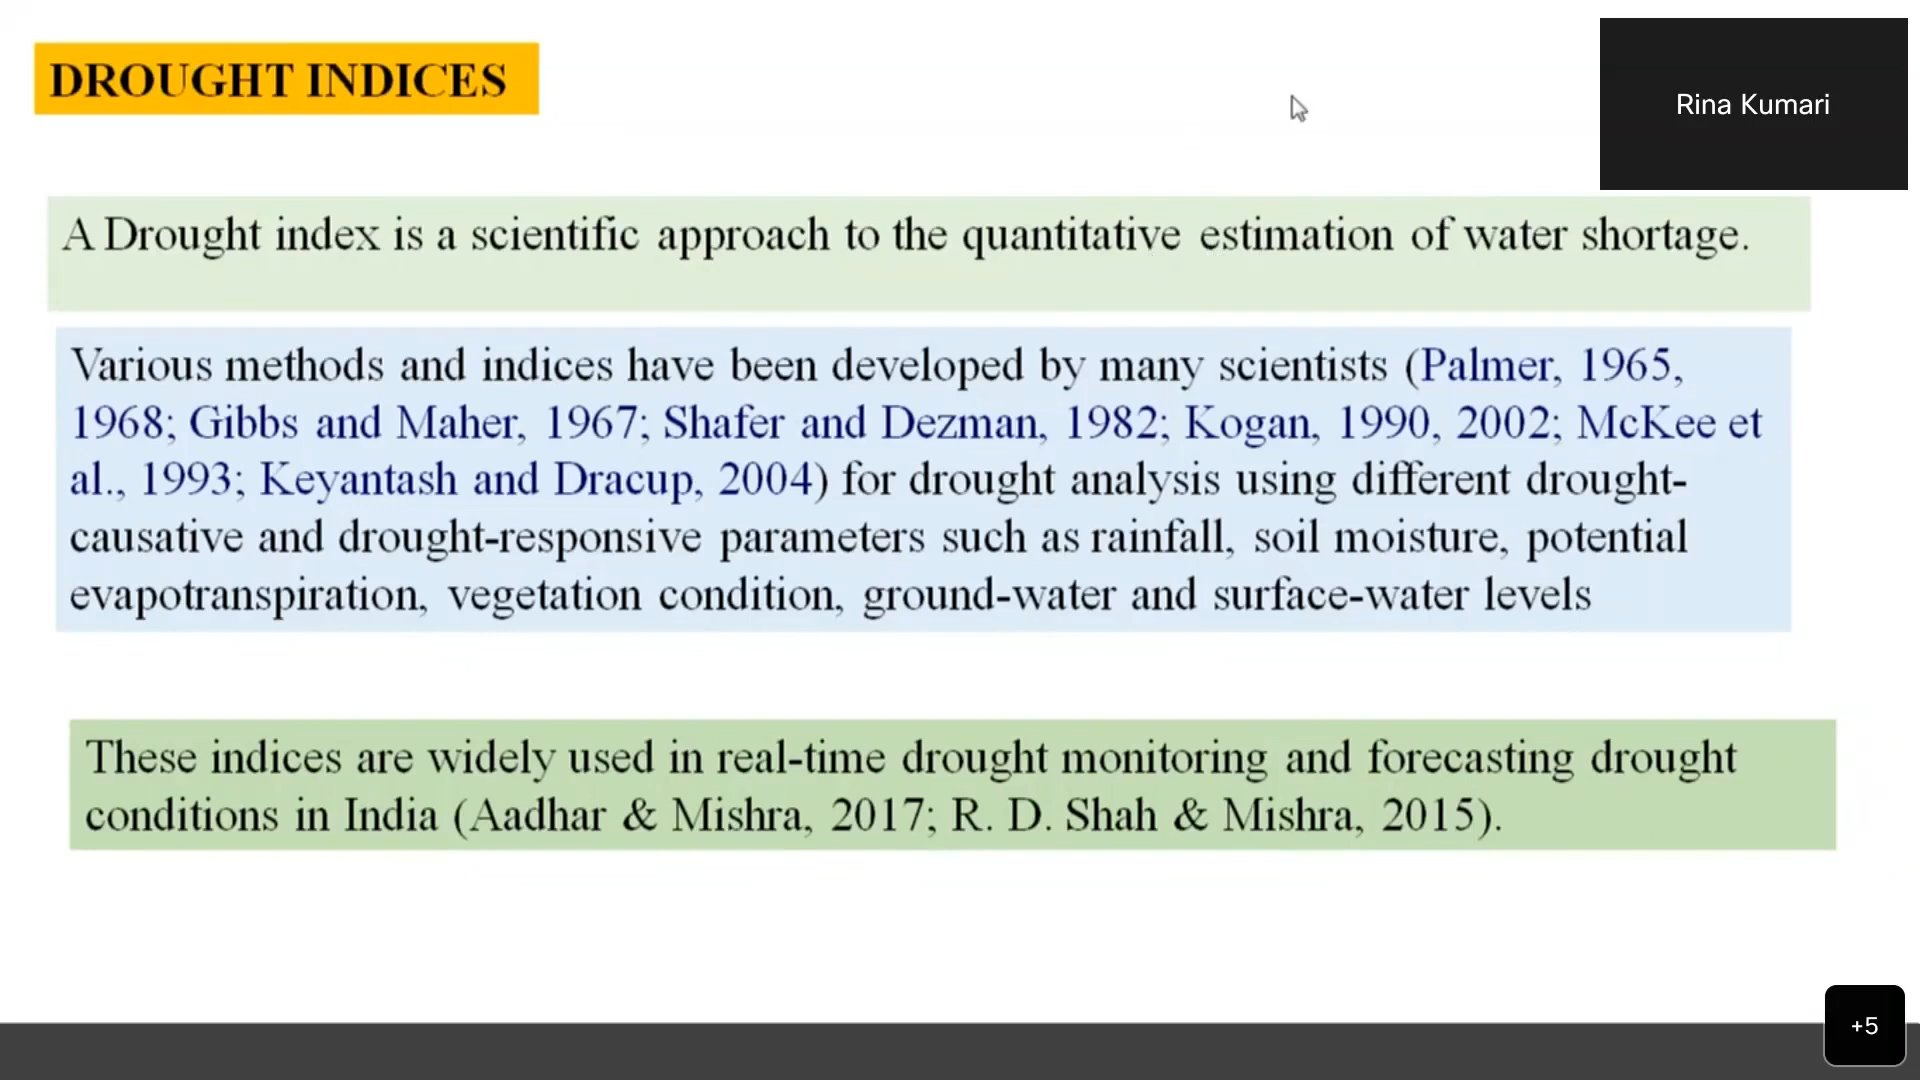 DROUGHT INDICES
Rina Kumari
A Drought index is a scientific approach to the quantitative estimation of water shortage.
Various methods and indices have been developed by many scientists (Palmer, 1965,
1968; Gibbs and Maher, 1967; Shafer and Dezman, 1982; Kogan, 1990, 2002; McKee et
al., 1993; Keyantash and Dracup, 2004) for drought analysis using different drought-
causative and drought-responsive parameters such as rainfall, soil moisture, potential
evapotranspiration, vegetation condition, ground-water and surface-water levels
These indices are widely used in real-time drought monitoring and forecasting drought
conditions in India (Aadhar & Mishra, 2017; R. D. Shah & Mishra, 2015).
+5